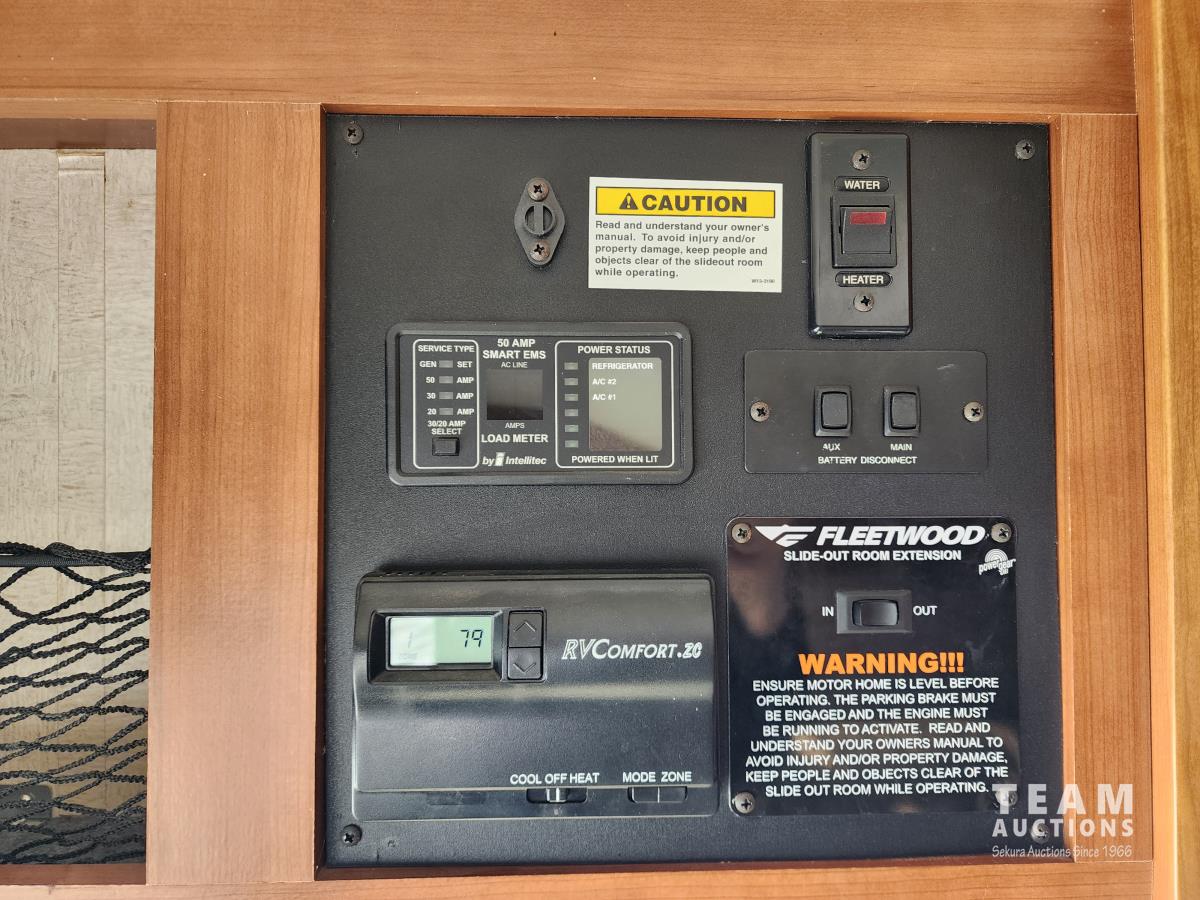 WATER
HEATER
CAUTION
Read and understand your owner's
manual. To avoid injury and/or
property damage, keep people and
objects clear of the slideout room
while operating.
SERVICE TYPE
GEN SET
50 AMP
30 AMP
20 AMP
30/20 AMP
SELECT
50 AMP
SMART EMS
AC LINE
AMPS
LOAD METER
by Intellitec
POWER STATUS
REFRIGERATOR
A/C #2
A/C #1
POWERED WHEN LIT
AUX MAIN
BATTERY DISCONNECT
1 79
ZONE
RVCOMFORT.ZC
COOL OFF HEAT MODE ZONE
FLEETWOOD
SLIDE-OUT ROOM EXTENSION
powergear
IN OUT
WARNING!!!
ENSURE MOTOR HOME IS LEVEL BEFORE
OPERATING. THE PARKING BRAKE MUST
BE ENGAGED AND THE ENGINE MUST
BE RUNNING TO ACTIVATE. READ AND
UNDERSTAND YOUR OWNERS MANUAL TO
AVOID INJURY AND/OR PROPERTY DAMAGE,
KEEP PEOPLE AND OBJECTS CLEAR OF THE
SLIDE OUT ROOM WHILE OPERATING.
TEAM
AUCTIONS
Sekura Auctions Since 1966